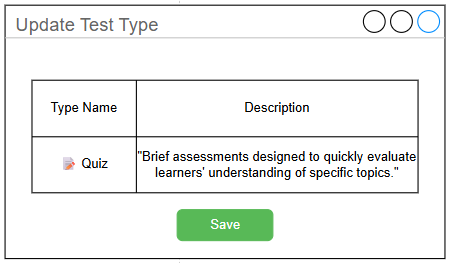 Update Test Type
Type Name
Description
Quiz
"Brief assessments designed to quickly evaluate
learners' understanding of specific topics."
Save